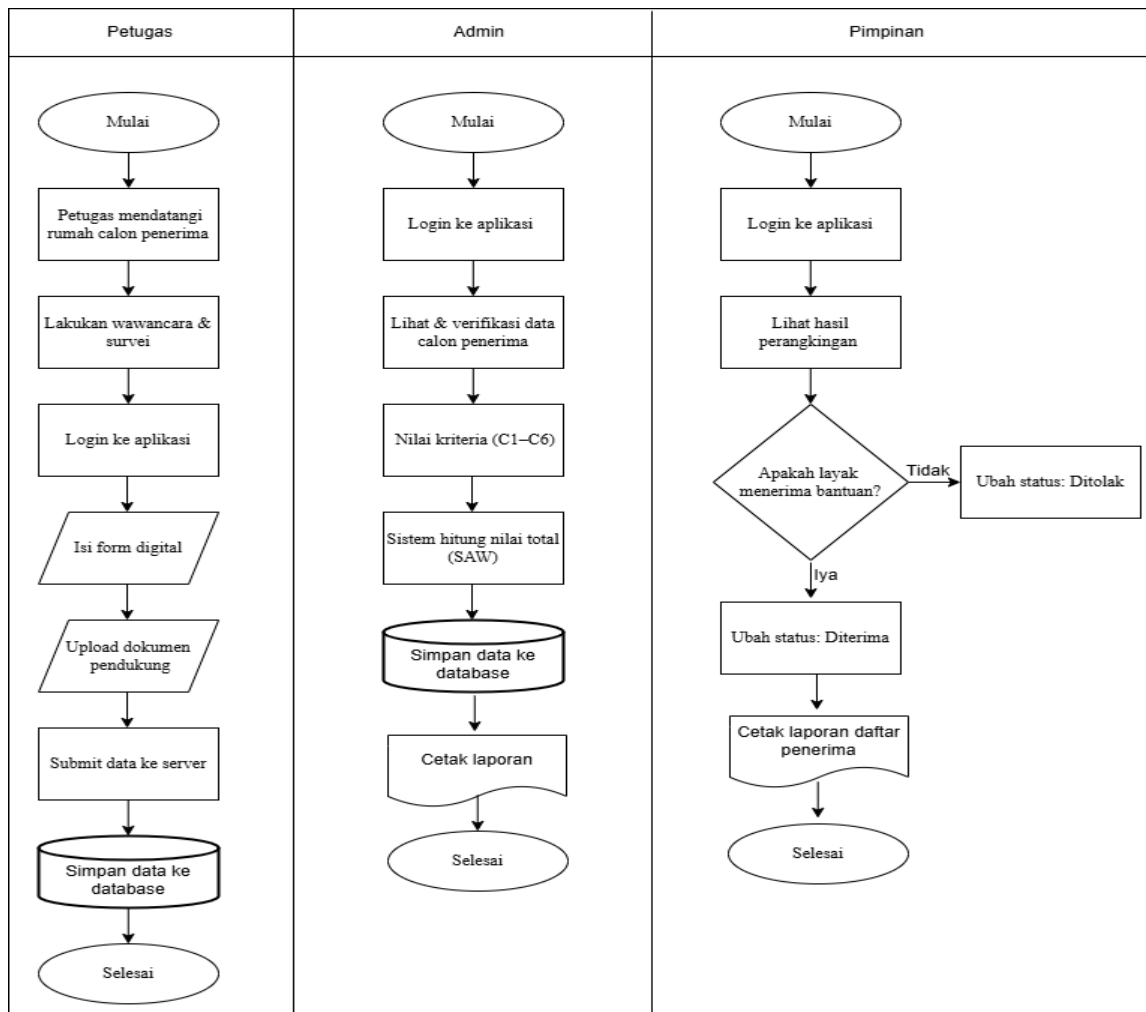 Petugas
Admin
Pimpinan
Mulai
Petugas mendatangi
rumah calon penerima
Lakukan wawancara &
survei
Login ke aplikasi
Isi form digital
Upload dokumen
pendukung
Submit data ke server
Simpan data ke
database
Selesai
Mulai
Login ke aplikasi
Lihat & verifikasi data
calon penerima
Nilai kriteria (C1–C6)
Sistem hitung nilai total
(SAW)
Simpan data ke
database
Cetak laporan
Selesai
Mulai
Login ke aplikasi
Lihat hasil
perangkingan
Apakah layak
menerima bantuan?
Tidak
Ubah status: Ditolak
Iya
Ubah status: Diterima
Cetak laporan daftar
penerima
Selesai